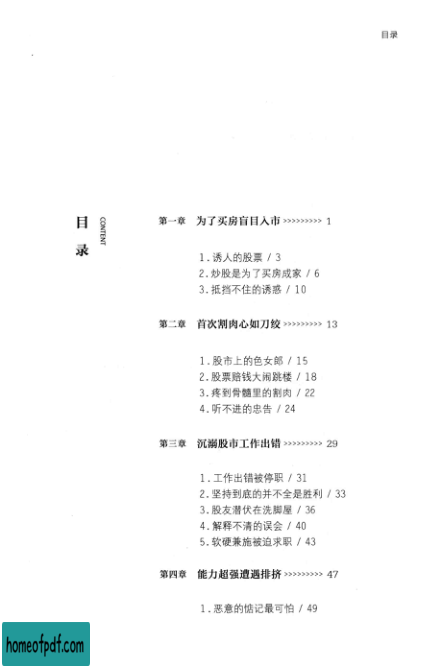 目录
目录
CONTENT
第一章 为了买房盲目入市 >>>>>>>>> 1
1.诱人的股票 / 3
2.炒股是为了买房成家 / 6
3.抵挡不住的诱惑 / 10
第二章 首次割肉心如刀绞 >>>>>>>>> 13
1.股市上的色女郎 / 15
2.股票赔钱大闹跳楼 / 18
3.疼到骨髓里的割肉 / 22
4.听不进的忠告 / 24
第三章 沉溺股市工作出错 >>>>>>>>> 29
1.工作出错被停职 / 31
2.坚持到底的并不全是胜利 / 33
3.股友潜伏在洗脚屋 / 36
4.解释不清的误会 / 40
5.软硬兼施被迫求职 / 43
第四章 能力超强遭遇排挤 >>>>>>>>> 47
1.恶意的惦记最可怕 / 49
homeofpdf.com